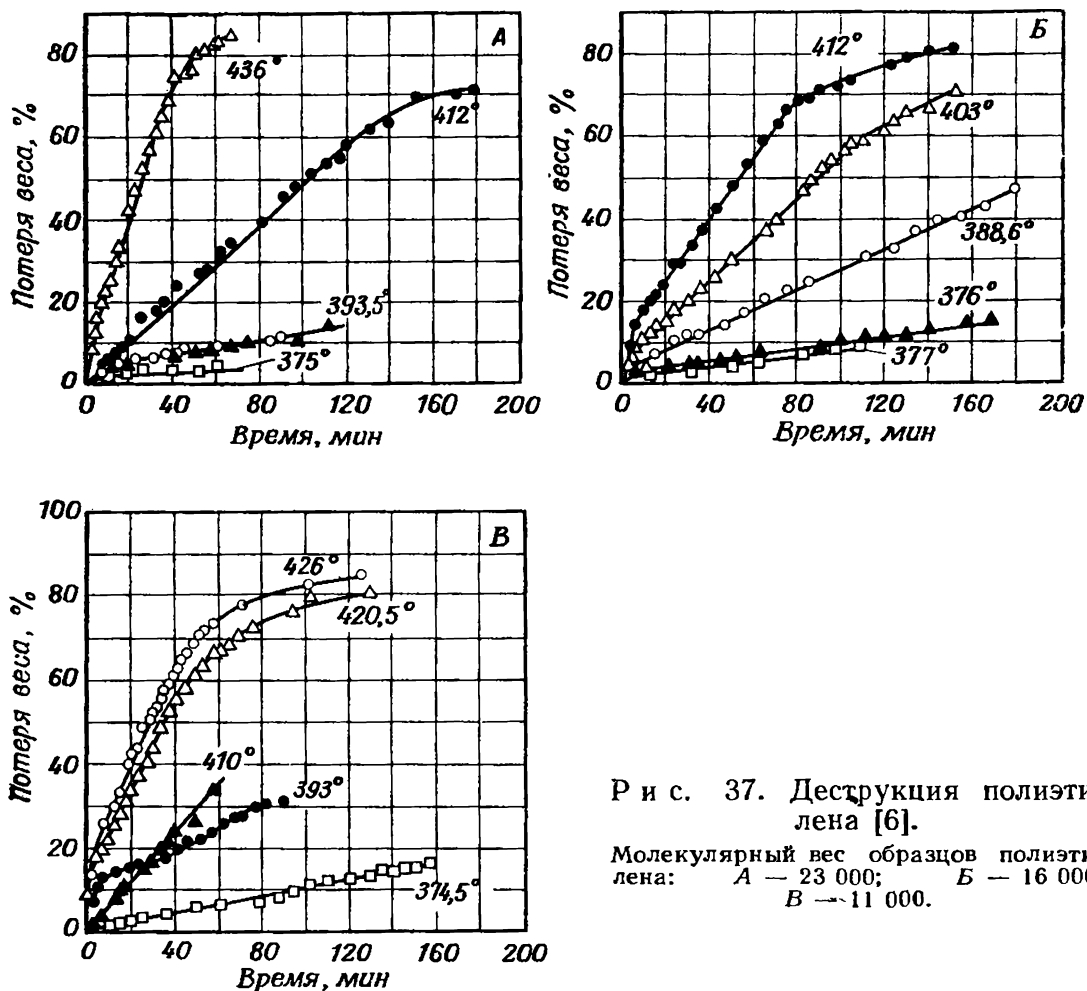 А
Потеря веса, %
80
60
40
20
0
436°
412°
393,5°
375°
0 40 80 120 160 200
Время, мин
Б
Потеря веса, %
80
60
40
20
0
412°
403°
388,6°
376°
377°
0 40 80 120 160 200
Время, мин
В
Потеря веса, %
100
80
60
40
20
0
426°
420,5°
410°
393°
374,5°
0 40 80 120 160 200
Время, мин
Рис. 37. Деструкция полиэти
лена [6].
Молекулярный вес образцов полиэти
лена: А — 23 000; Б — 16 000
В — 11 000.